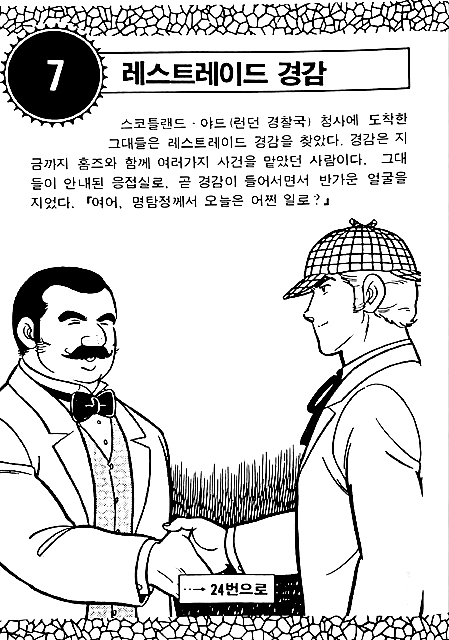 7
레스트레이드 경감
스코틀랜드·야드(런던 경찰국) 청사에 도착한
그대들은 레스트레이드 경감을 찾았다. 경감은 지
금까지 홈즈와 함께 여러가지 사건을 맡았던 사람이다. 그대
들이 안내된 응접실로, 곧 경감이 들어서면서 반가운 얼굴을
지었다. 『여어, 명탐정께서 오늘은 어쩐 일로?』
···→ 24번으로